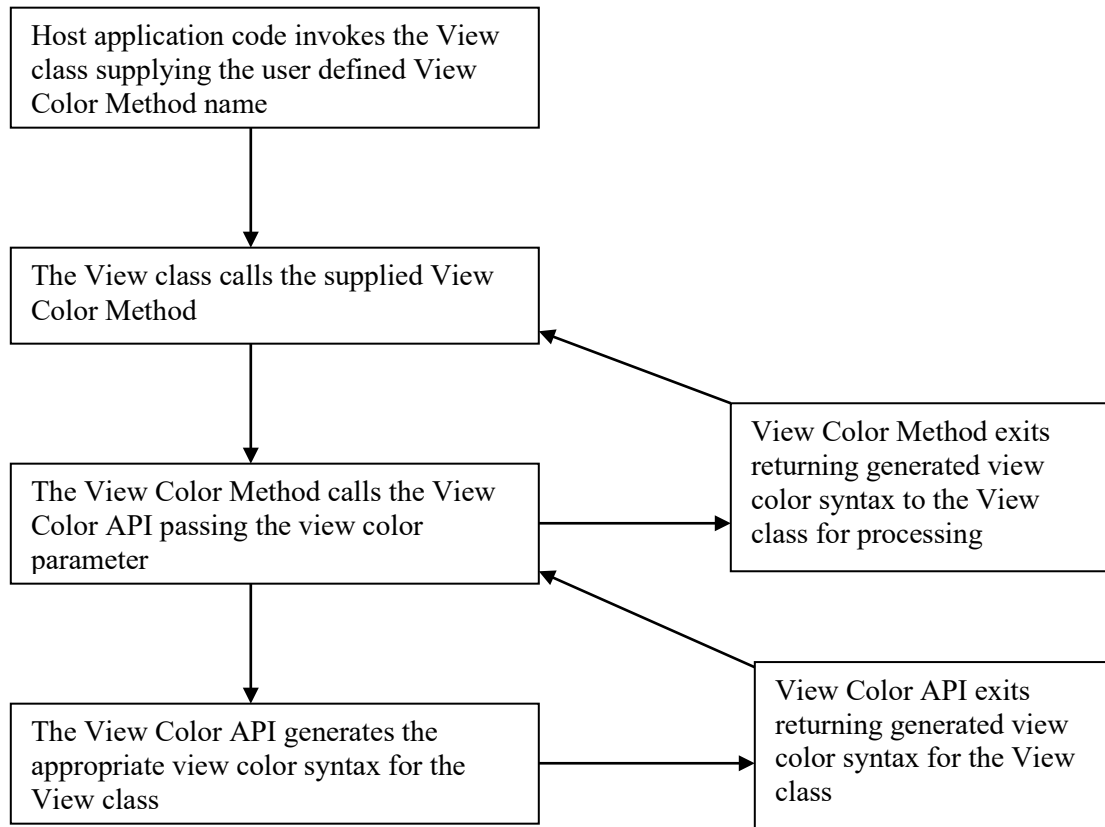 Host application code invokes the View
class supplying the user defined View
Color Method name
The View class calls the supplied View
Color Method
View Color Method exits
returning generated view
color syntax to the View
class for processing
The View Color Method calls the View
Color API passing the view color
parameter
View Color API exits
returning generated view
color syntax for the View
class
The View Color API generates the
appropriate view color syntax for the
View class